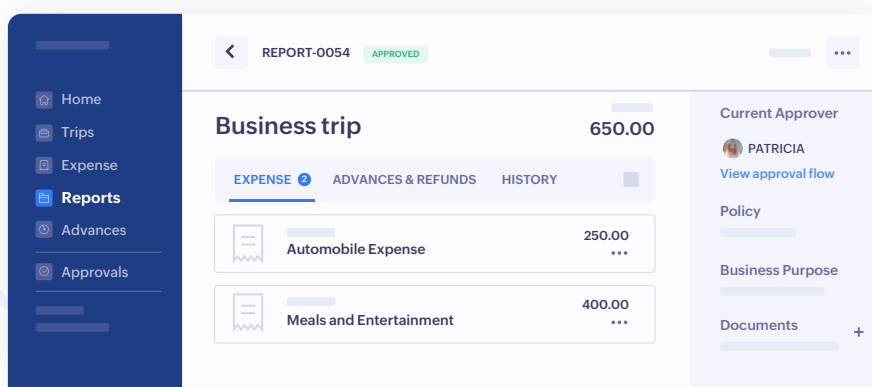 Home
Trips
Expense
Reports
Advances
Approvals
REPORT-0054 APPROVED
Business trip
650.00
EXPENSE 2 ADVANCES & REFUNDS HISTORY
Automobile Expense
250.00
Meals and Entertainment
400.00
Current Approver
PATRICIA
View approval flow
Policy
Business Purpose
Documents +